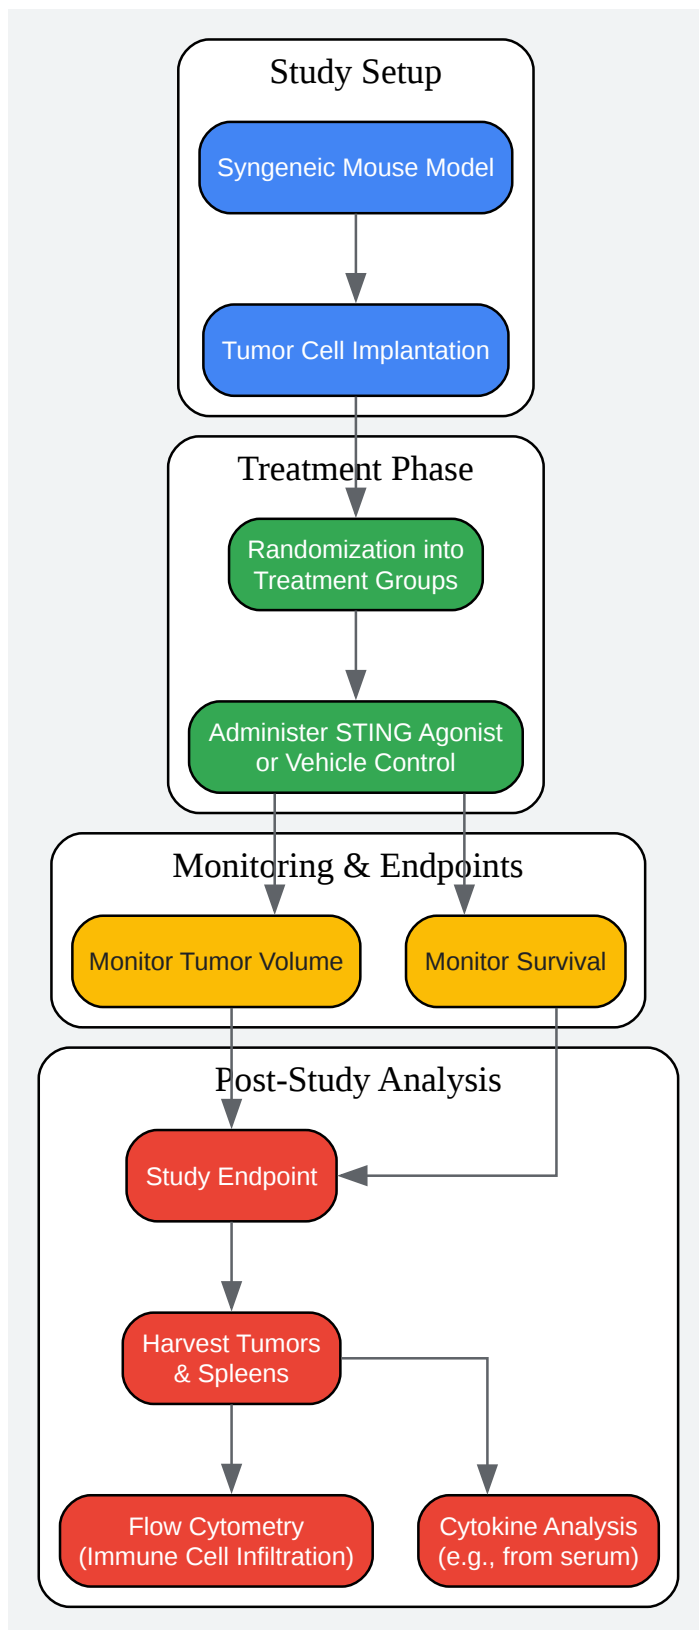 Study Setup
Syngeneic Mouse Model
Tumor Cell Implantation
Treatment Phase
Randomization into
Treatment Groups
Administer STING Agonist
or Vehicle Control
Monitoring & Endpoints
Monitor Tumor Volume
Monitor Survival
Post-Study Analysis
Study Endpoint
Harvest Tumors
& Spleens
Flow Cytometry
(Immune Cell Infiltration)
Cytokine Analysis
(e.g., from serum)